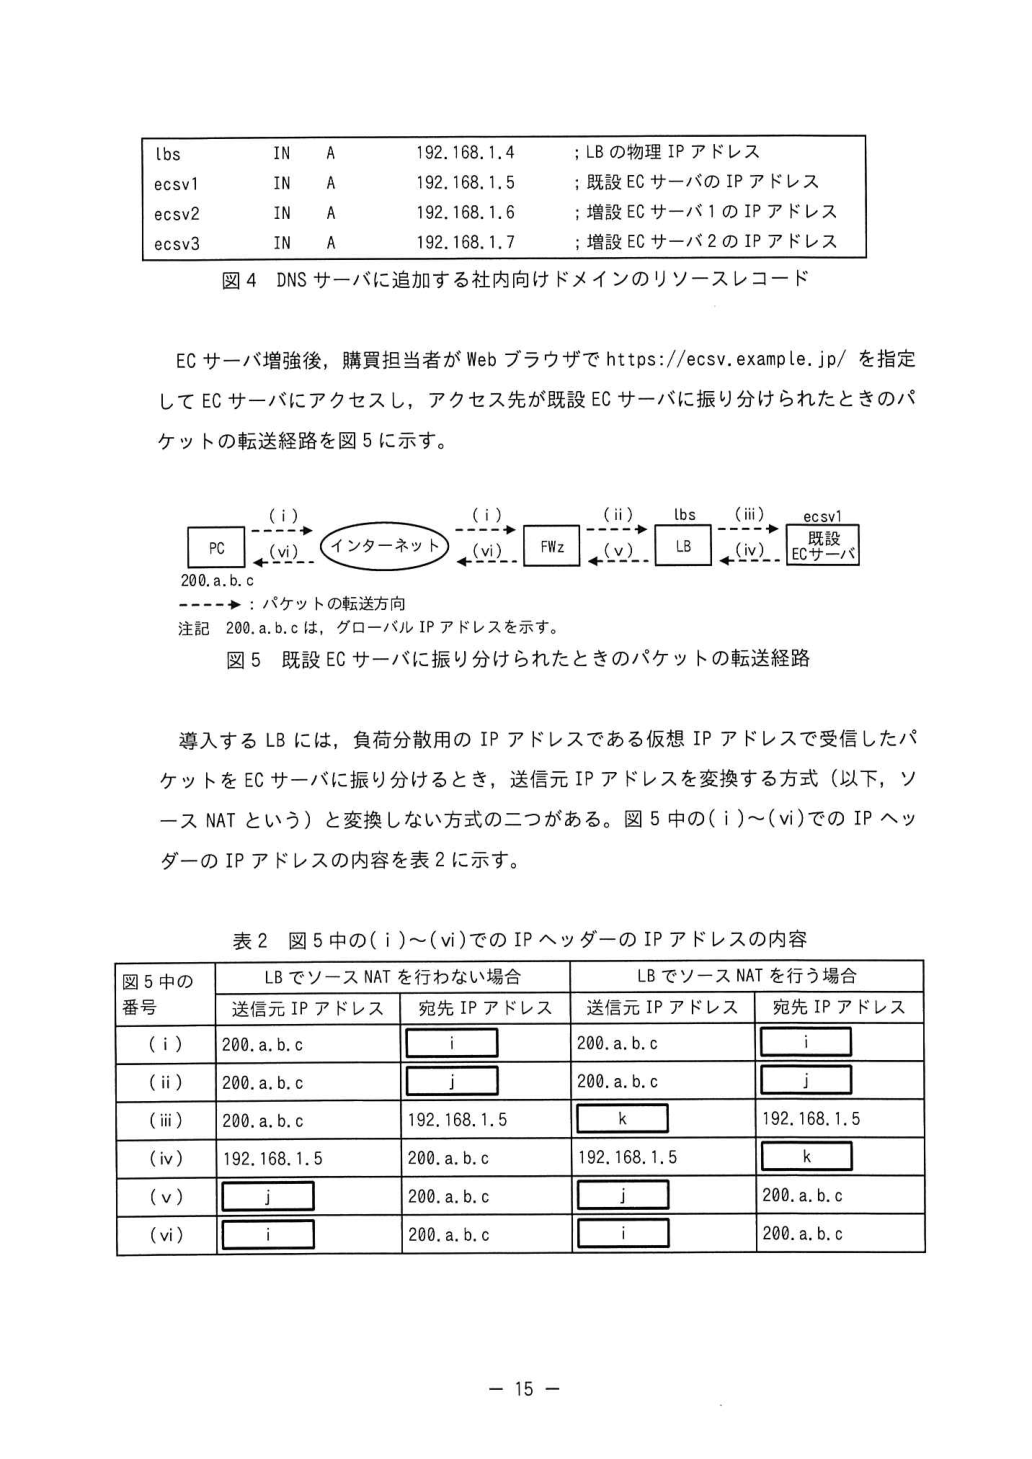 lbs IN A 192.168.1.4 ; LB の物理 IP アドレス
ecsv1 IN A 192.168.1.5 ; 既設 EC サーバの IP アドレス
ecsv2 IN A 192.168.1.6 ; 増設 EC サーバ 1 の IP アドレス
ecsv3 IN A 192.168.1.7 ; 増設 EC サーバ 2 の IP アドレス
図 4 DNS サーバに追加する社内向けドメインのリソースレコード
EC サーバ増強後，購買担当者が Web ブラウザで https://ecsv.example.jp/ を指定
して EC サーバにアクセスし，アクセス先が既設 EC サーバに振り分けられたときのパ
ケットの転送経路を図 5 に示す。
(ⅰ) (ⅰ) (ⅱ) lbs (ⅲ) ecsv1
PC インターネット FWz LB 既設
ECサーバ
(ⅵ) (ⅵ) (ⅴ) (ⅳ)
200.a.b.c
：パケットの転送方向
注記 200.a.b.c は，グローバル IP アドレスを示す。
図 5 既設 EC サーバに振り分けられたときのパケットの転送経路
導入する LB には，負荷分散用の IP アドレスである仮想 IP アドレスで受信したパ
ケットを EC サーバに振り分けるとき，送信元 IP アドレスを変換する方式（以下，ソ
ース NAT という）と変換しない方式の二つがある。図 5 中の(ⅰ)～(ⅵ)での IP ヘッ
ダーの IP アドレスの内容を表 2 に示す。
表 2 図 5 中の(ⅰ)～(ⅵ)での IP ヘッダーの IP アドレスの内容
図 5 中の LB でソース NAT を行わない場合 LB でソース NAT を行う場合
番号 送信元 IP アドレス 宛先 IP アドレス 送信元 IP アドレス 宛先 IP アドレス
(ⅰ) 200.a.b.c i 200.a.b.c i
(ⅱ) 200.a.b.c j 200.a.b.c j
(ⅲ) 200.a.b.c 192.168.1.5 k 192.168.1.5
(ⅳ) 192.168.1.5 200.a.b.c 192.168.1.5 k
(ⅴ) j 200.a.b.c j 200.a.b.c
(ⅵ) i 200.a.b.c i 200.a.b.c
－ 15 －